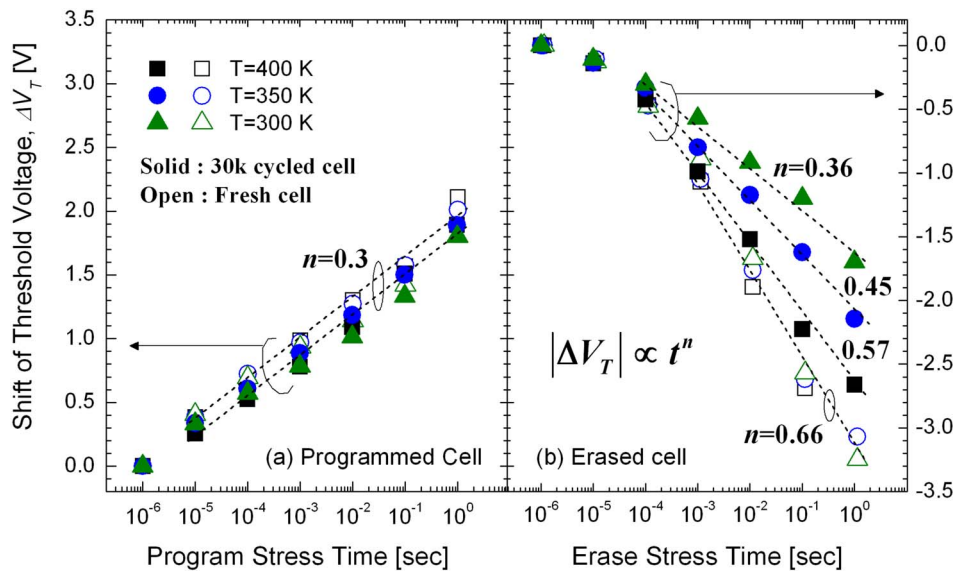 Shift of Threshold Voltage, ΔV_T [V]
3.5
3.0
2.5
2.0
1.5
1.0
0.5
0.0
T=400 K
T=350 K
T=300 K
Solid : 30k cycled cell
Open : Fresh cell
n=0.3
(a) Programmed Cell
10⁻⁶ 10⁻⁵ 10⁻⁴ 10⁻³ 10⁻² 10⁻¹ 10⁰
Program Stress Time [sec]
n=0.36
0.45
0.57
|ΔV_T| ∝ tⁿ
n=0.66
(b) Erased cell
10⁻⁶ 10⁻⁵ 10⁻⁴ 10⁻³ 10⁻² 10⁻¹ 10⁰
Erase Stress Time [sec]
0.0
-0.5
-1.0
-1.5
-2.0
-2.5
-3.0
-3.5